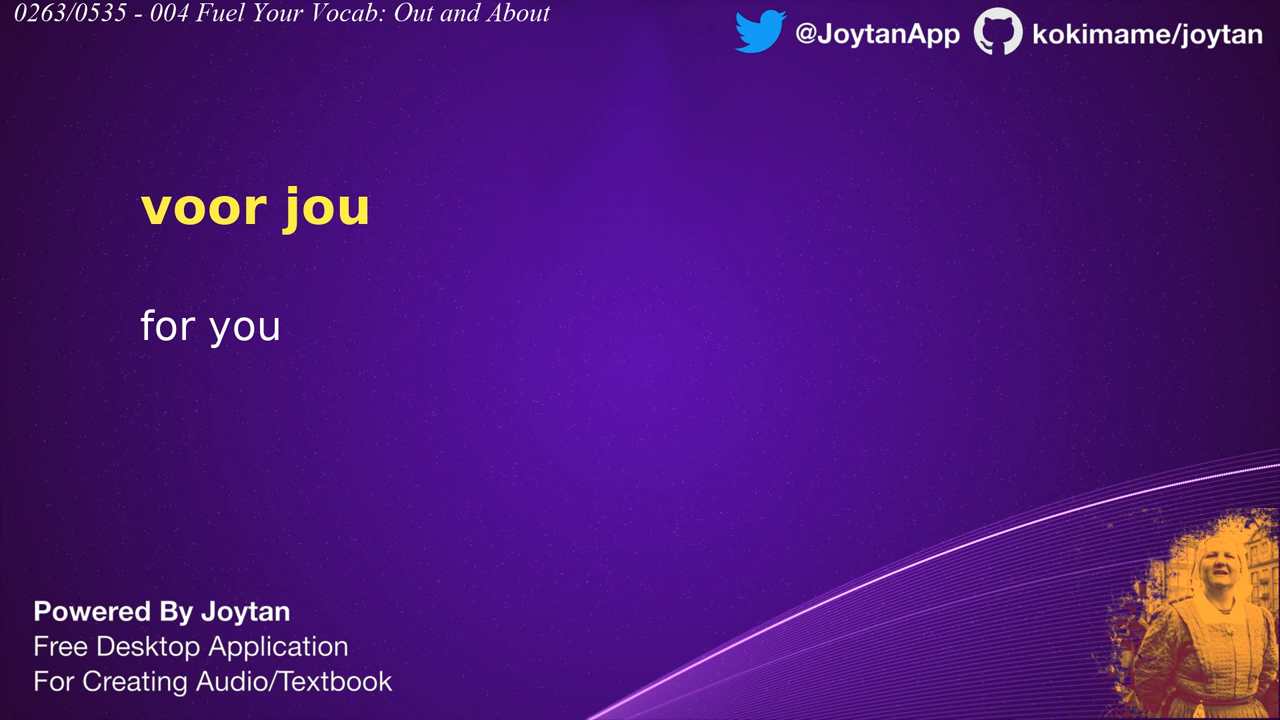 0263/0535 - 004 Fuel Your Vocab: Out and About
@JoytanApp kokimame/joytan
voor jou
for you
Powered By Joytan
Free Desktop Application
For Creating Audio/Textbook